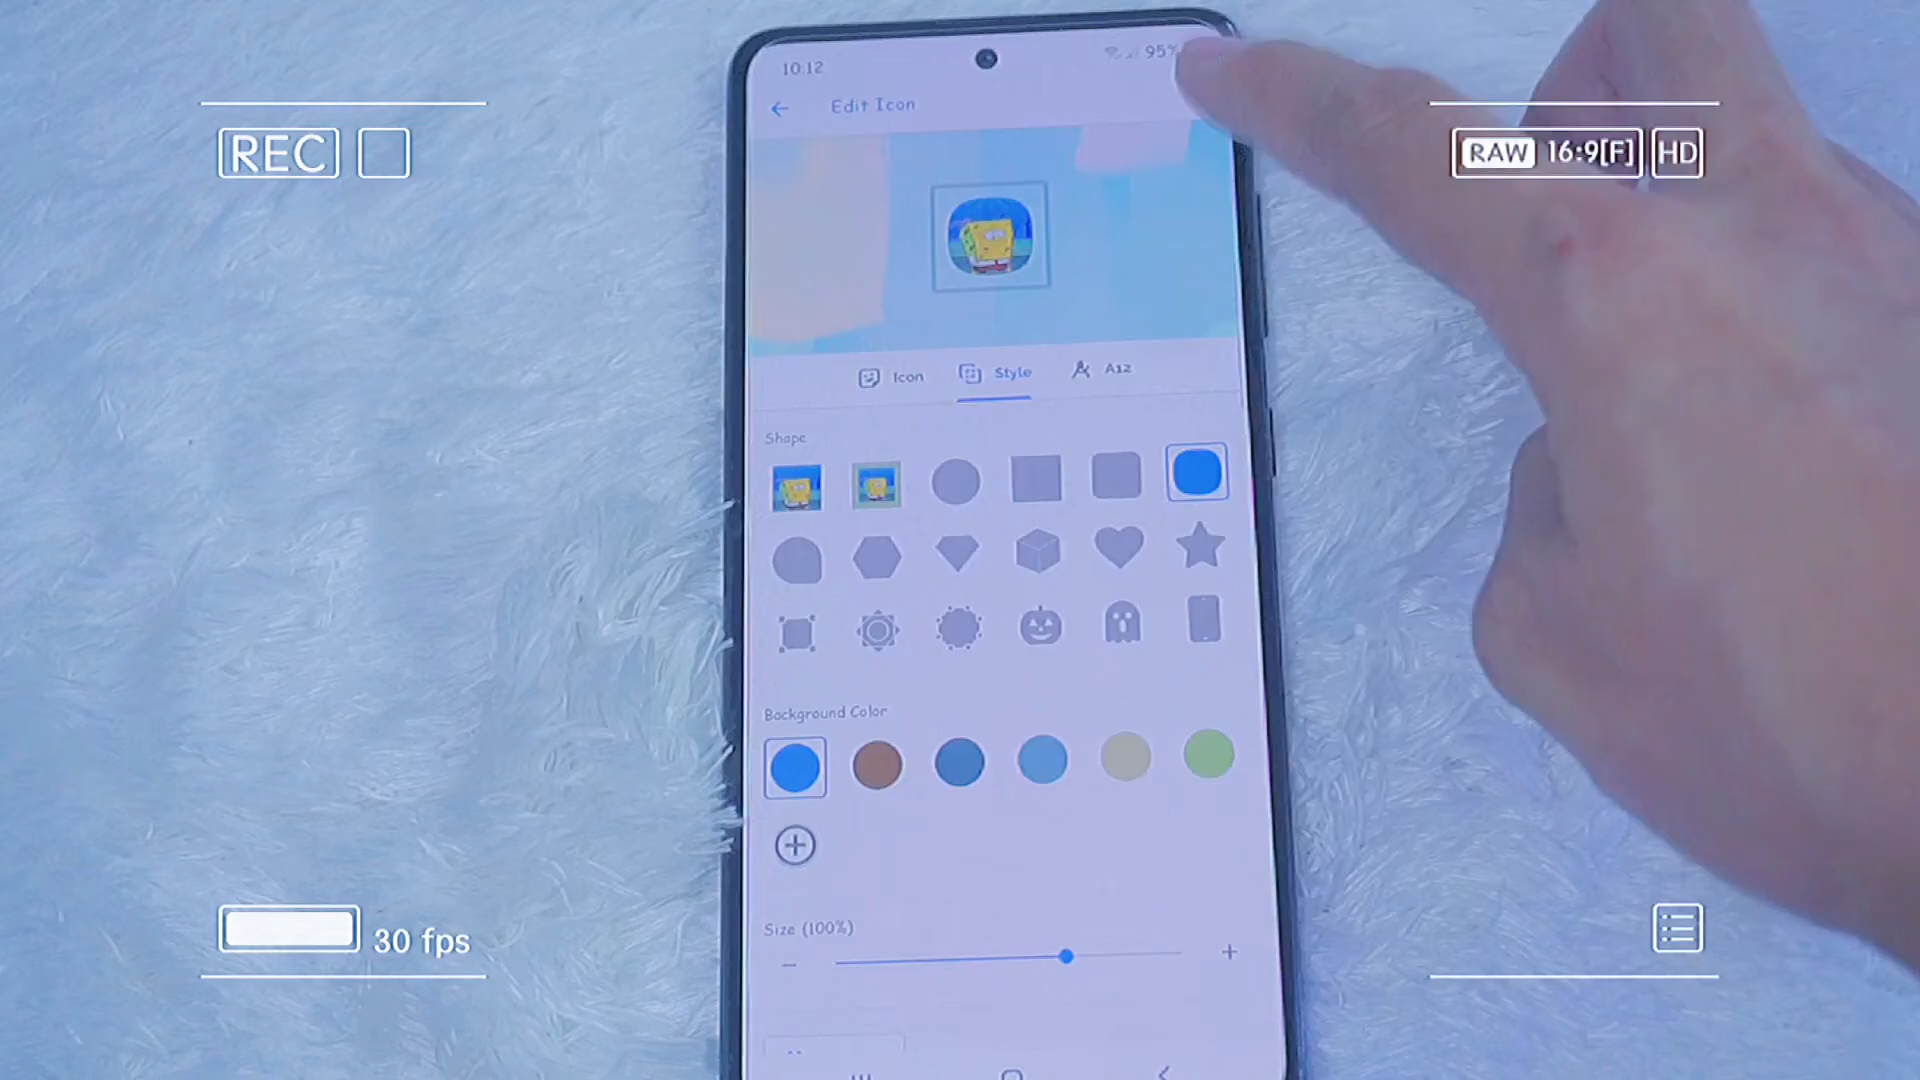 10:12
95%
Edit Icon
REC
RAW 16:9[F] HD
Icon
Style
A12
Shape
Background Color
Size (100%)
30 fps